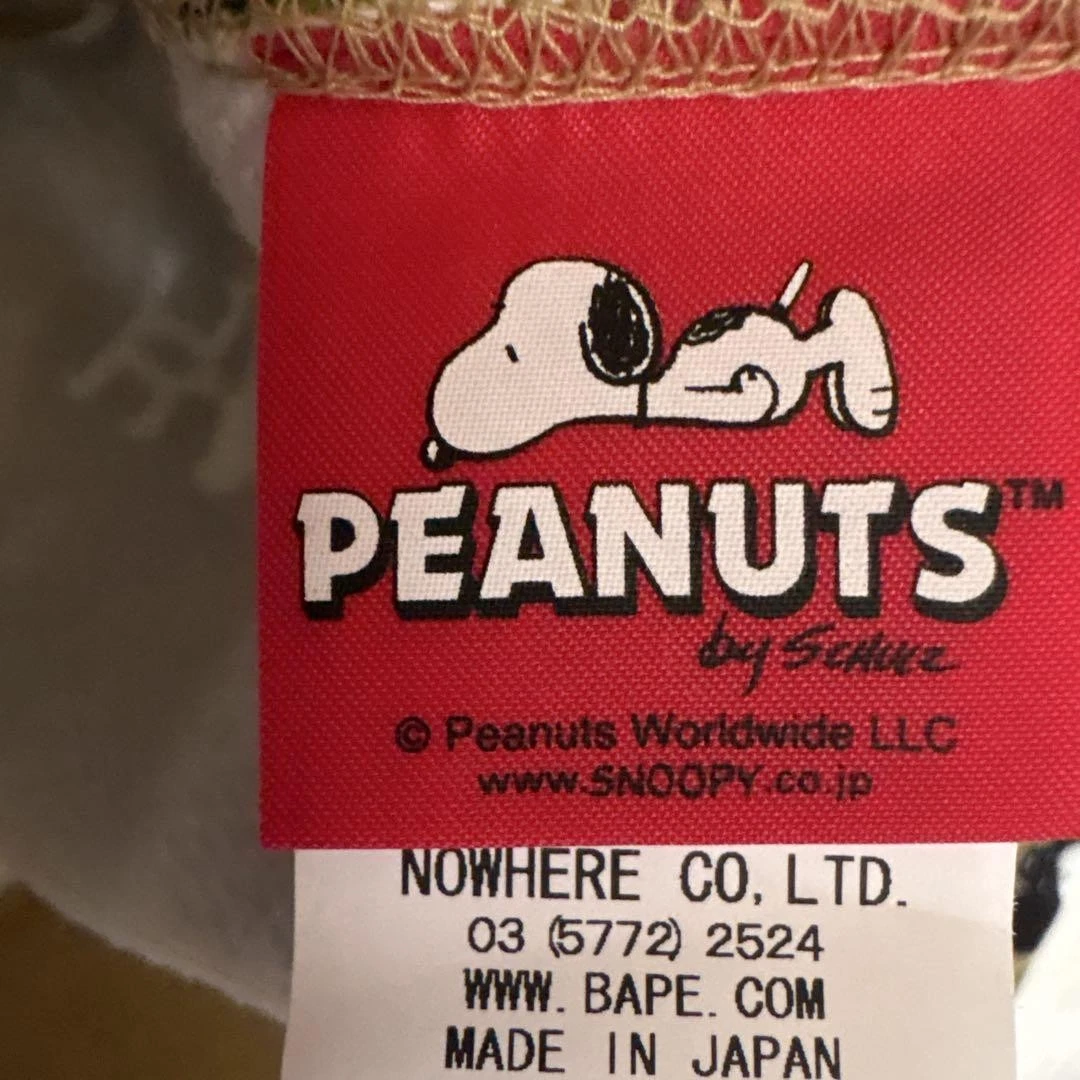 PEANUTS™
by Schulz
© Peanuts Worldwide LLC
www.SNOOPY.co.jp
NOWHERE CO, LTD.
03 (5772) 2524
WWW. BAPE. COM
MADE IN JAPAN